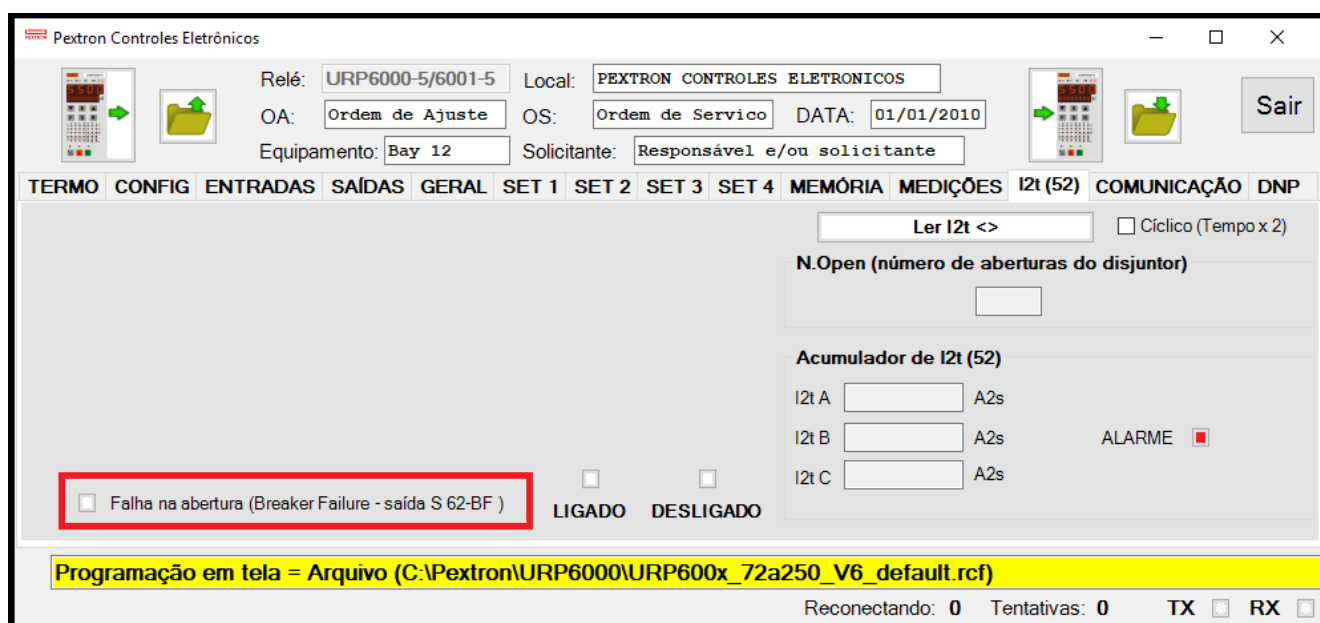 Pextron Controles Eletrônicos
Relé: URP6000-5/6001-5 Local: PEXTRON CONTROLES ELETRONICOS
OA: Ordem de Ajuste OS: Ordem de Servico DATA: 01/01/2010
Equipamento: Bay 12 Solicitante: Responsável e/ou solicitante
Sair
TERMO CONFIG ENTRADAS SAÍDAS GERAL SET 1 SET 2 SET 3 SET 4 MEMÓRIA MEDIÇÕES I2t (52) COMUNICAÇÃO DNP
Ler I2t <> Cíclico (Tempo x 2)
N.Open (número de aberturas do disjuntor)
Acumulador de I2t (52)
I2t A A2s
I2t B A2s ALARME
I2t C A2s
Falha na abertura (Breaker Failure - saída S 62-BF ) LIGADO DESLIGADO
Programação em tela = Arquivo (C:\Pextron\URP6000\URP600x_72a250_V6_default.rcf)
Reconectando: 0 Tentativas: 0 TX RX